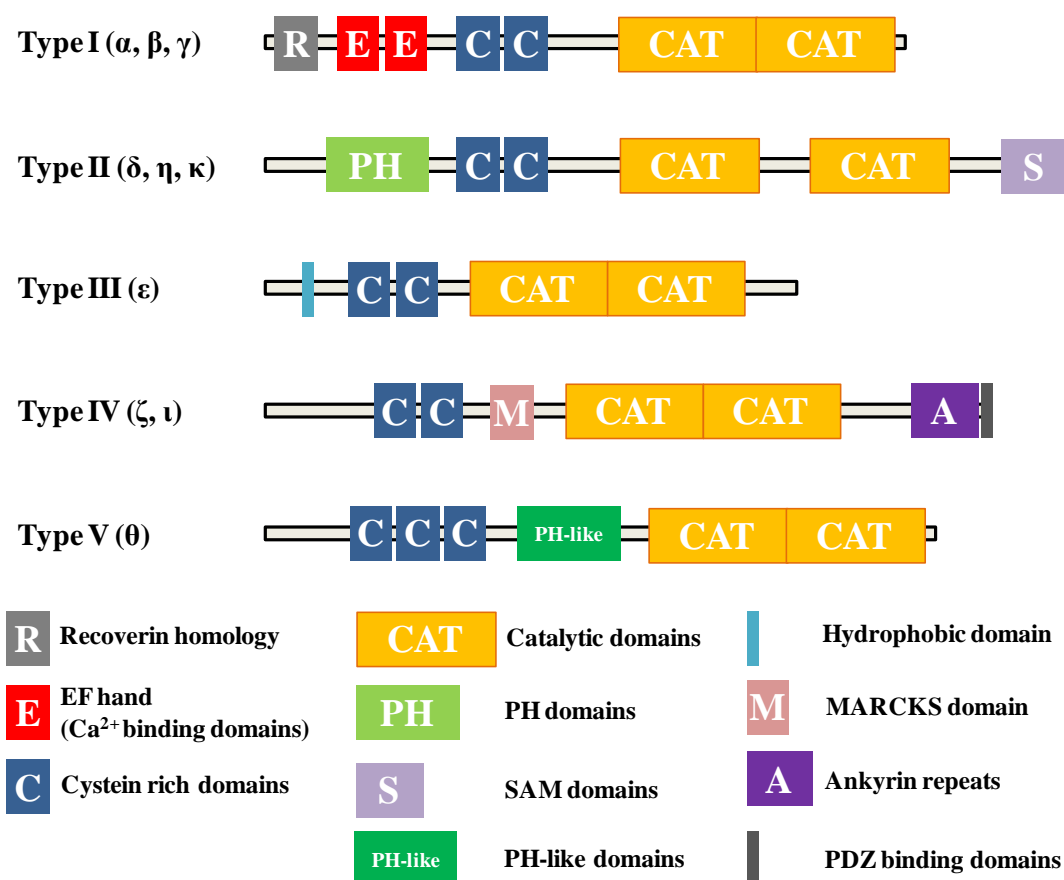 Type I (α, β, γ) R E E C C CAT CAT
Type II (δ, η, κ) PH C C CAT CAT S
Type III (ε) C C CAT CAT
Type IV (ζ, ι) C C M CAT CAT A
Type V (θ) C C C PH-like CAT CAT
R Recoverin homology
E EF hand
(Ca²⁺ binding domains)
C Cystein rich domains
CAT Catalytic domains
PH PH domains
S SAM domains
PH-like PH-like domains
Hydrophobic domain
M MARCKS domain
A Ankyrin repeats
PDZ binding domains